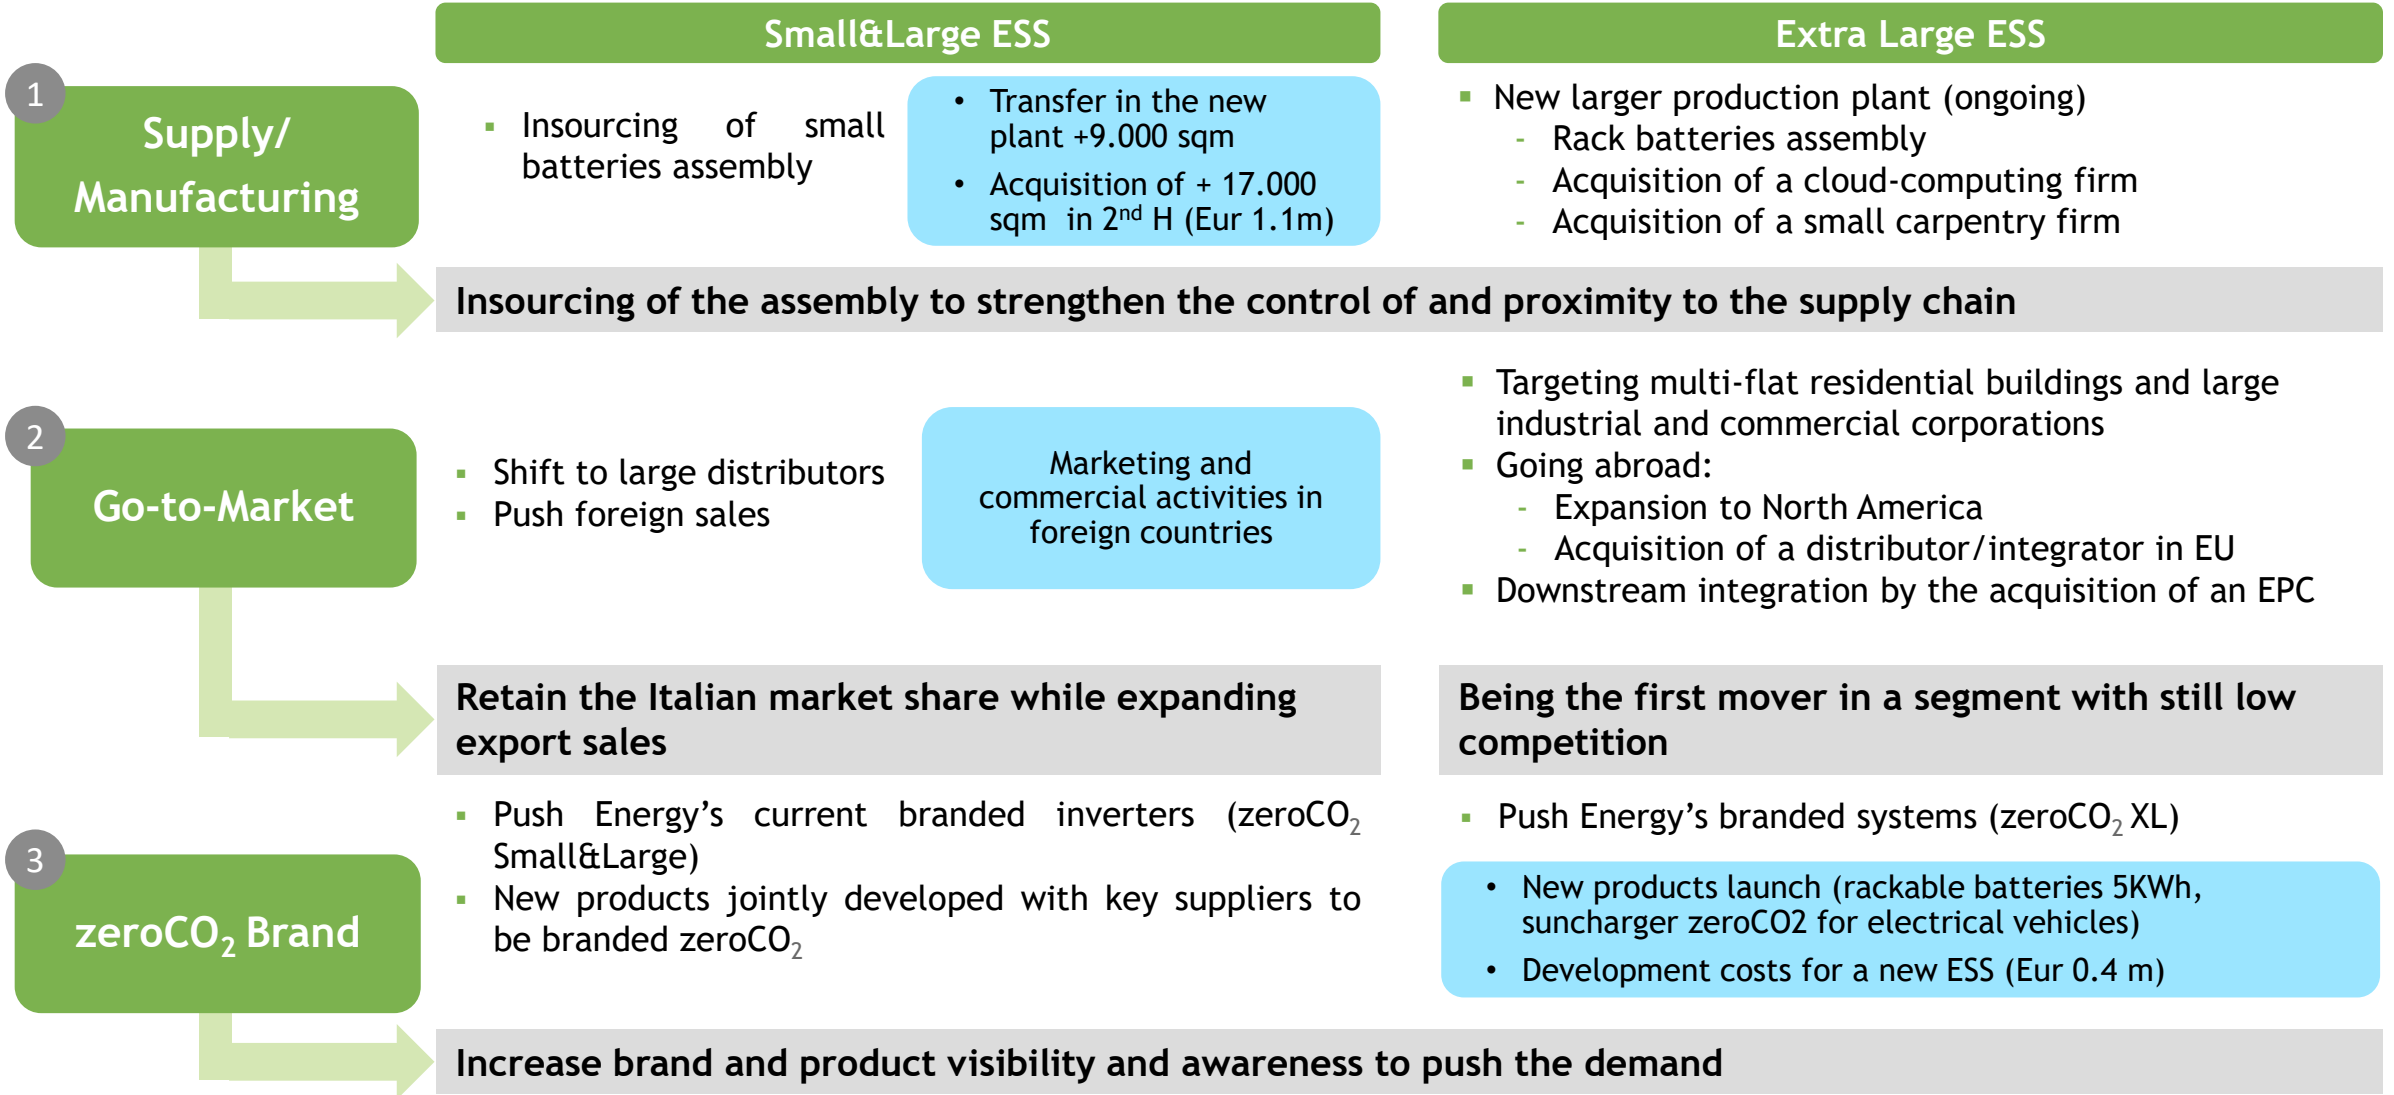 Small&Large ESS
Extra Large ESS
1
Supply/
Manufacturing
▪ Insourcing of small
batteries assembly
• Transfer in the new
plant +9.000 sqm
• Acquisition of + 17.000
sqm in 2nd H (Eur 1.1m)
▪ New larger production plant (ongoing)
- Rack batteries assembly
- Acquisition of a cloud-computing firm
- Acquisition of a small carpentry firm
Insourcing of the assembly to strengthen the control of and proximity to the supply chain
2
Go-to-Market
▪ Shift to large distributors
▪ Push foreign sales
Marketing and
commercial activities in
foreign countries
▪ Targeting multi-flat residential buildings and large
industrial and commercial corporations
▪ Going abroad:
- Expansion to North America
- Acquisition of a distributor/integrator in EU
▪ Downstream integration by the acquisition of an EPC
Retain the Italian market share while expanding
export sales
Being the first mover in a segment with still low
competition
3
zeroCO₂ Brand
▪ Push Energy’s current branded inverters (zeroCO₂
Small&Large)
▪ New products jointly developed with key suppliers to
be branded zeroCO₂
▪ Push Energy’s branded systems (zeroCO₂ XL)
• New products launch (rackable batteries 5KWh,
suncharger zeroCO2 for electrical vehicles)
• Development costs for a new ESS (Eur 0.4 m)
Increase brand and product visibility and awareness to push the demand